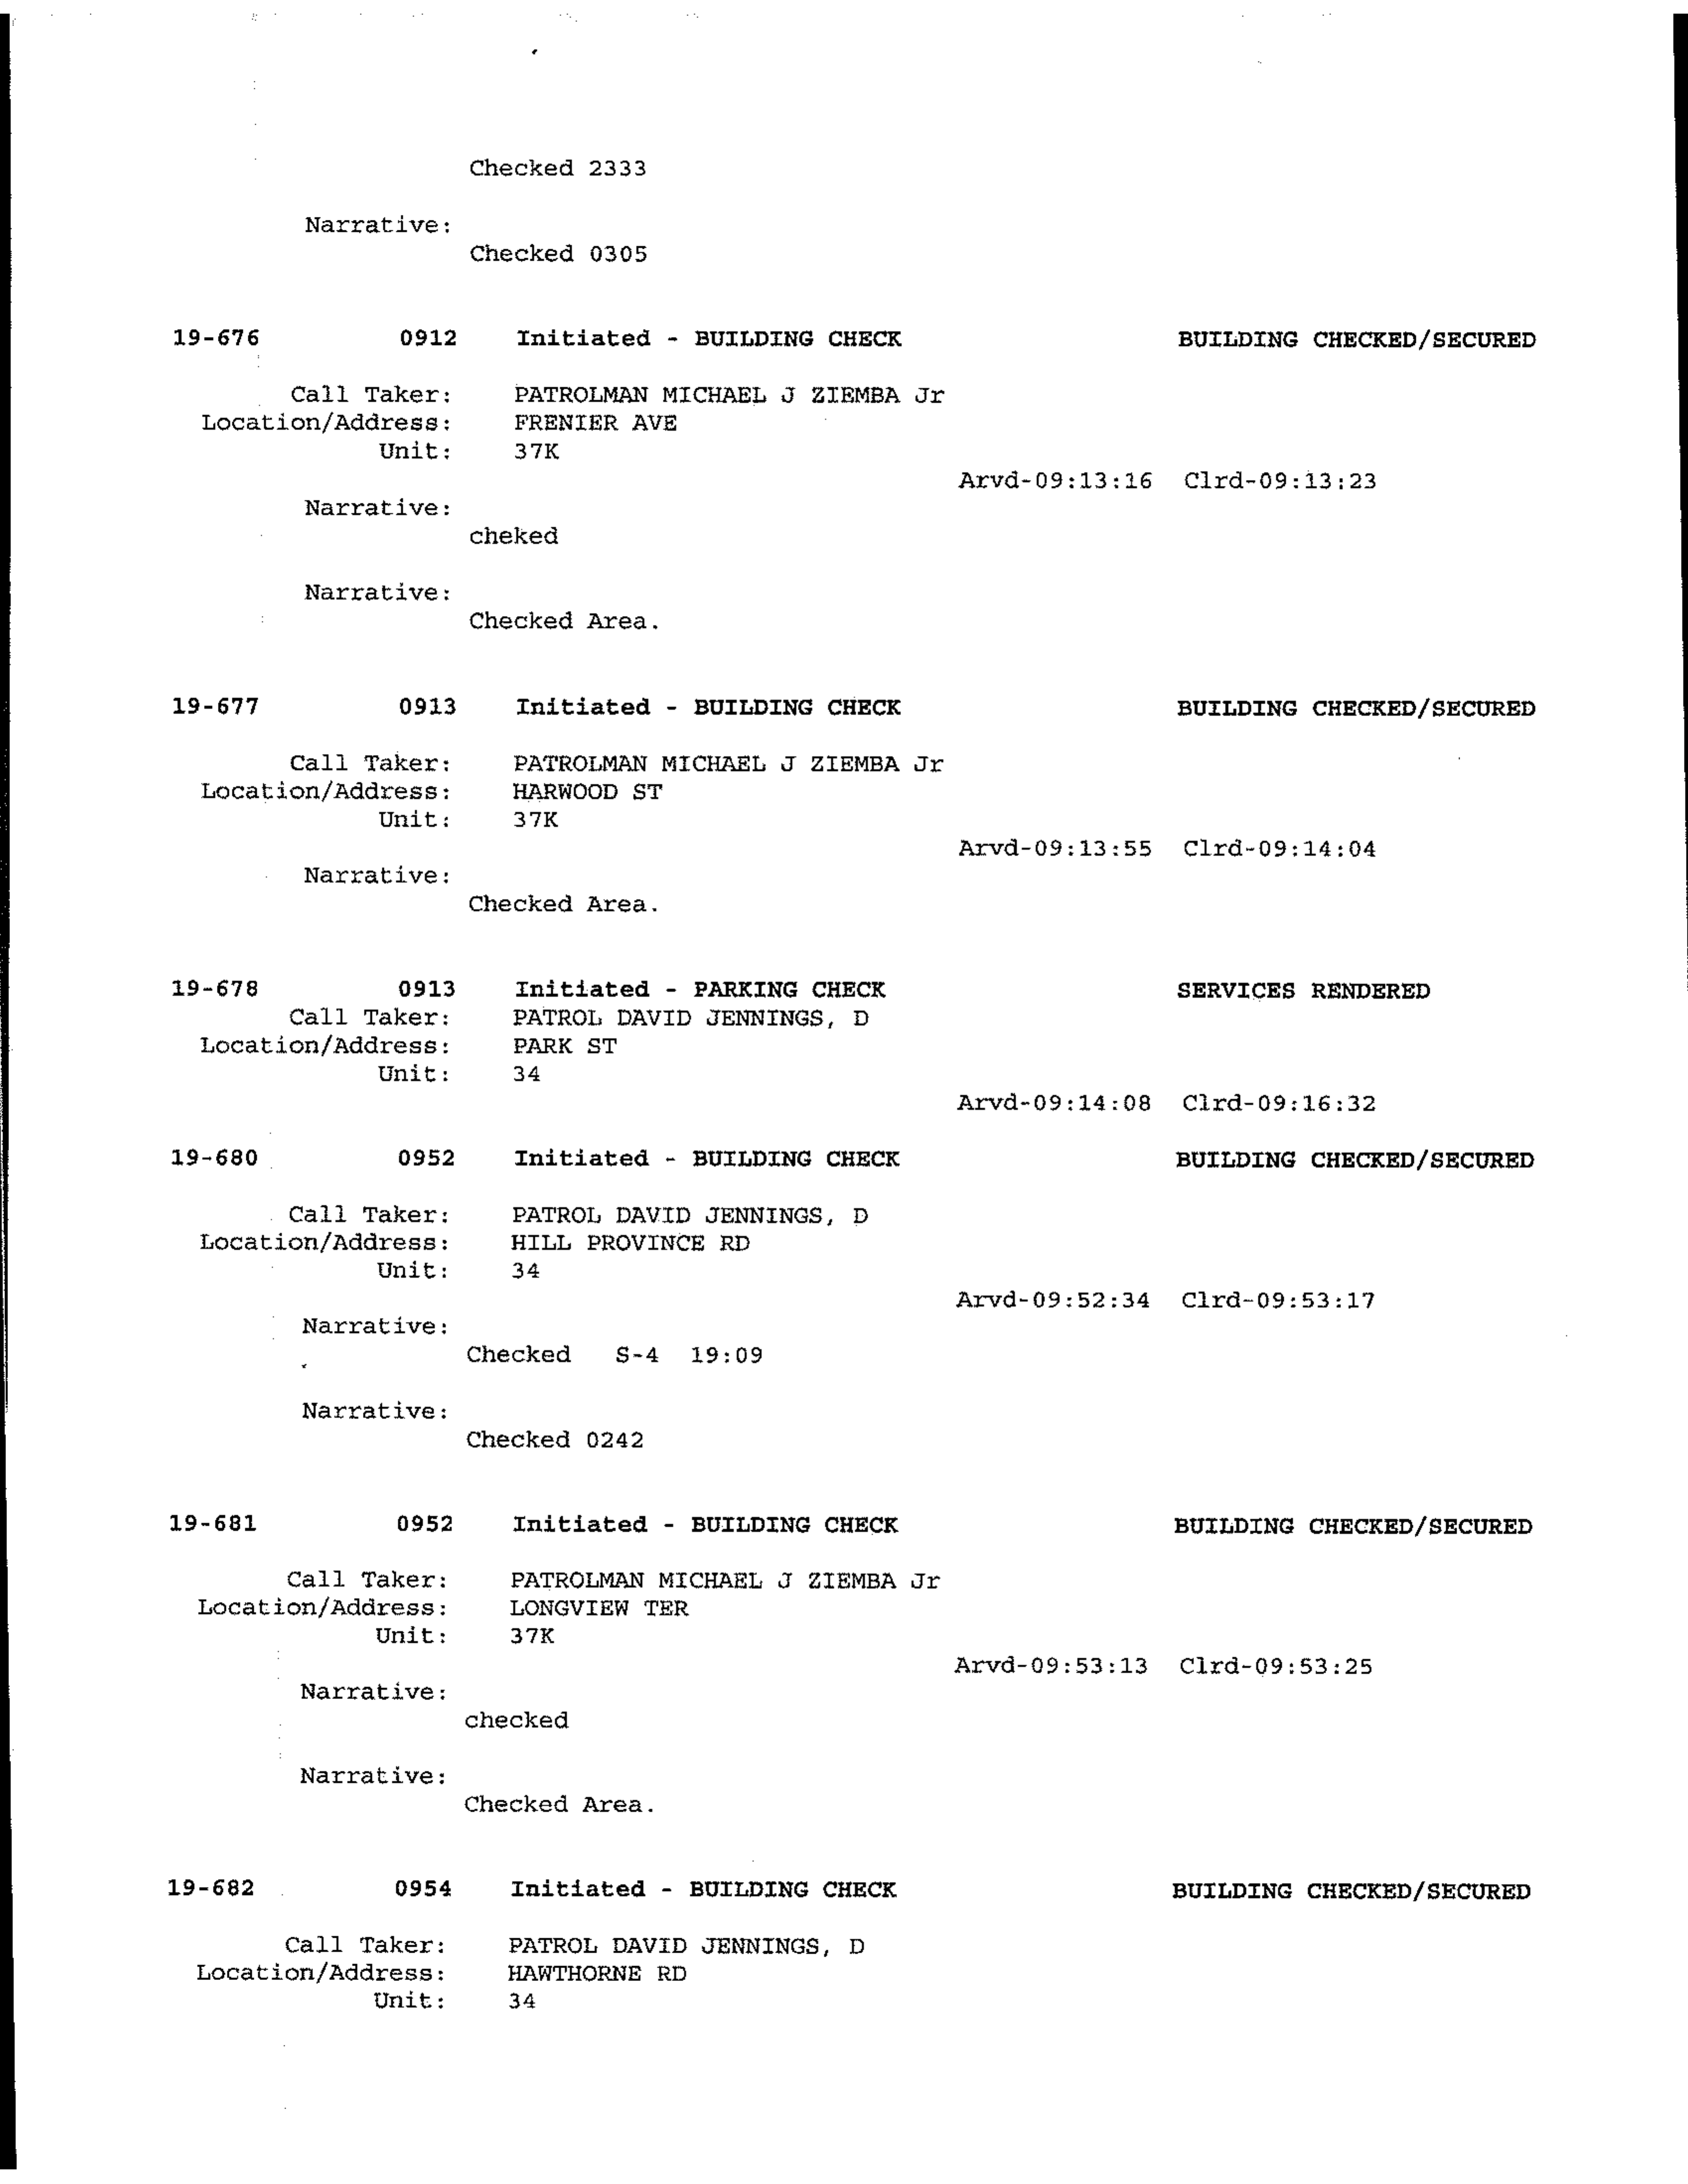 Checked 2333
Narrative:
Checked 0305
19-676 0912 Initiated - BUILDING CHECK BUILDING CHECKED/SECURED
Call Taker: PATROLMAN MICHAEL J ZIEMBA Jr
Location/Address: FRENIER AVE
Unit: 37K
Arvd-09:13:16 Clrd-09:13:23
Narrative:
cheked
Narrative:
Checked Area.
19-677 0913 Initiated - BUILDING CHECK BUILDING CHECKED/SECURED
Call Taker: PATROLMAN MICHAEL J ZIEMBA Jr
Location/Address: HARWOOD ST
Unit: 37K
Arvd-09:13:55 Clrd-09:14:04
Narrative:
Checked Area.
19-678 0913 Initiated - PARKING CHECK SERVICES RENDERED
Call Taker: PATROL DAVID JENNINGS, D
Location/Address: PARK ST
Unit: 34
Arvd-09:14:08 Clrd-09:16:32
19-680 0952 Initiated - BUILDING CHECK BUILDING CHECKED/SECURED
Call Taker: PATROL DAVID JENNINGS, D
Location/Address: HILL PROVINCE RD
Unit: 34
Arvd-09:52:34 Clrd-09:53:17
Narrative:
Checked S-4 19:09
Narrative:
Checked 0242
19-681 0952 Initiated - BUILDING CHECK BUILDING CHECKED/SECURED
Call Taker: PATROLMAN MICHAEL J ZIEMBA Jr
Location/Address: LONGVIEW TER
Unit: 37K
Arvd-09:53:13 Clrd-09:53:25
Narrative:
checked
Narrative:
Checked Area.
19-682 0954 Initiated - BUILDING CHECK BUILDING CHECKED/SECURED
Call Taker: PATROL DAVID JENNINGS, D
Location/Address: HAWTHORNE RD
Unit: 34